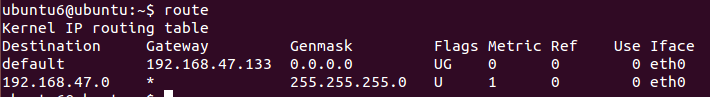 ubuntu6@ubuntu:~$ route
Kernel IP routing table
Destination Gateway Genmask Flags Metric Ref Use Iface
default 192.168.47.133 0.0.0.0 UG 0 0 0 eth0
192.168.47.0 * 255.255.255.0 U 1 0 0 eth0
ubuntu6@ubuntu:~$